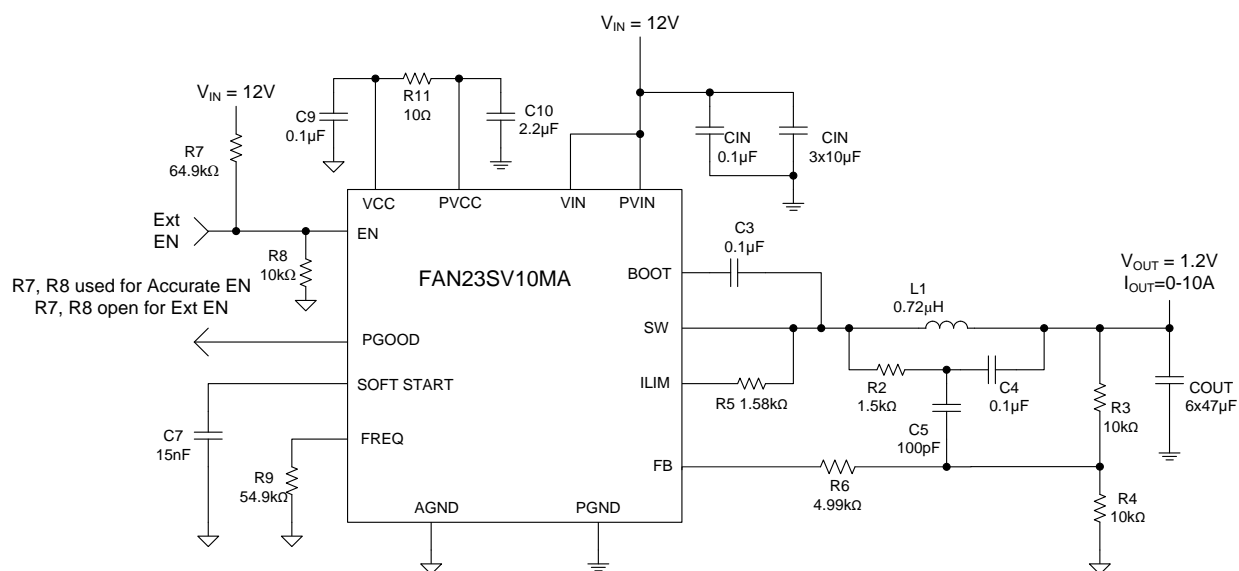 VIN = 12V
VIN = 12V
R11
10Ω
C9
0.1µF
C10
2.2µF
CIN
0.1µF
CIN
3x10µF
R7
64.9kΩ
VCC
PVCC
VIN
PVIN
Ext
EN
EN
R8
10kΩ
FAN23SV10MA
C3
0.1µF
BOOT
VOUT = 1.2V
IOUT=0-10A
R7, R8 used for Accurate EN
R7, R8 open for Ext EN
L1
0.72µH
SW
PGOOD
SOFT START
ILIM
R5 1.58kΩ
R2
1.5kΩ
C4
0.1µF
R3
10kΩ
COUT
6x47µF
C7
15nF
FREQ
C5
100pF
R9
54.9kΩ
FB
R6
4.99kΩ
R4
10kΩ
AGND
PGND